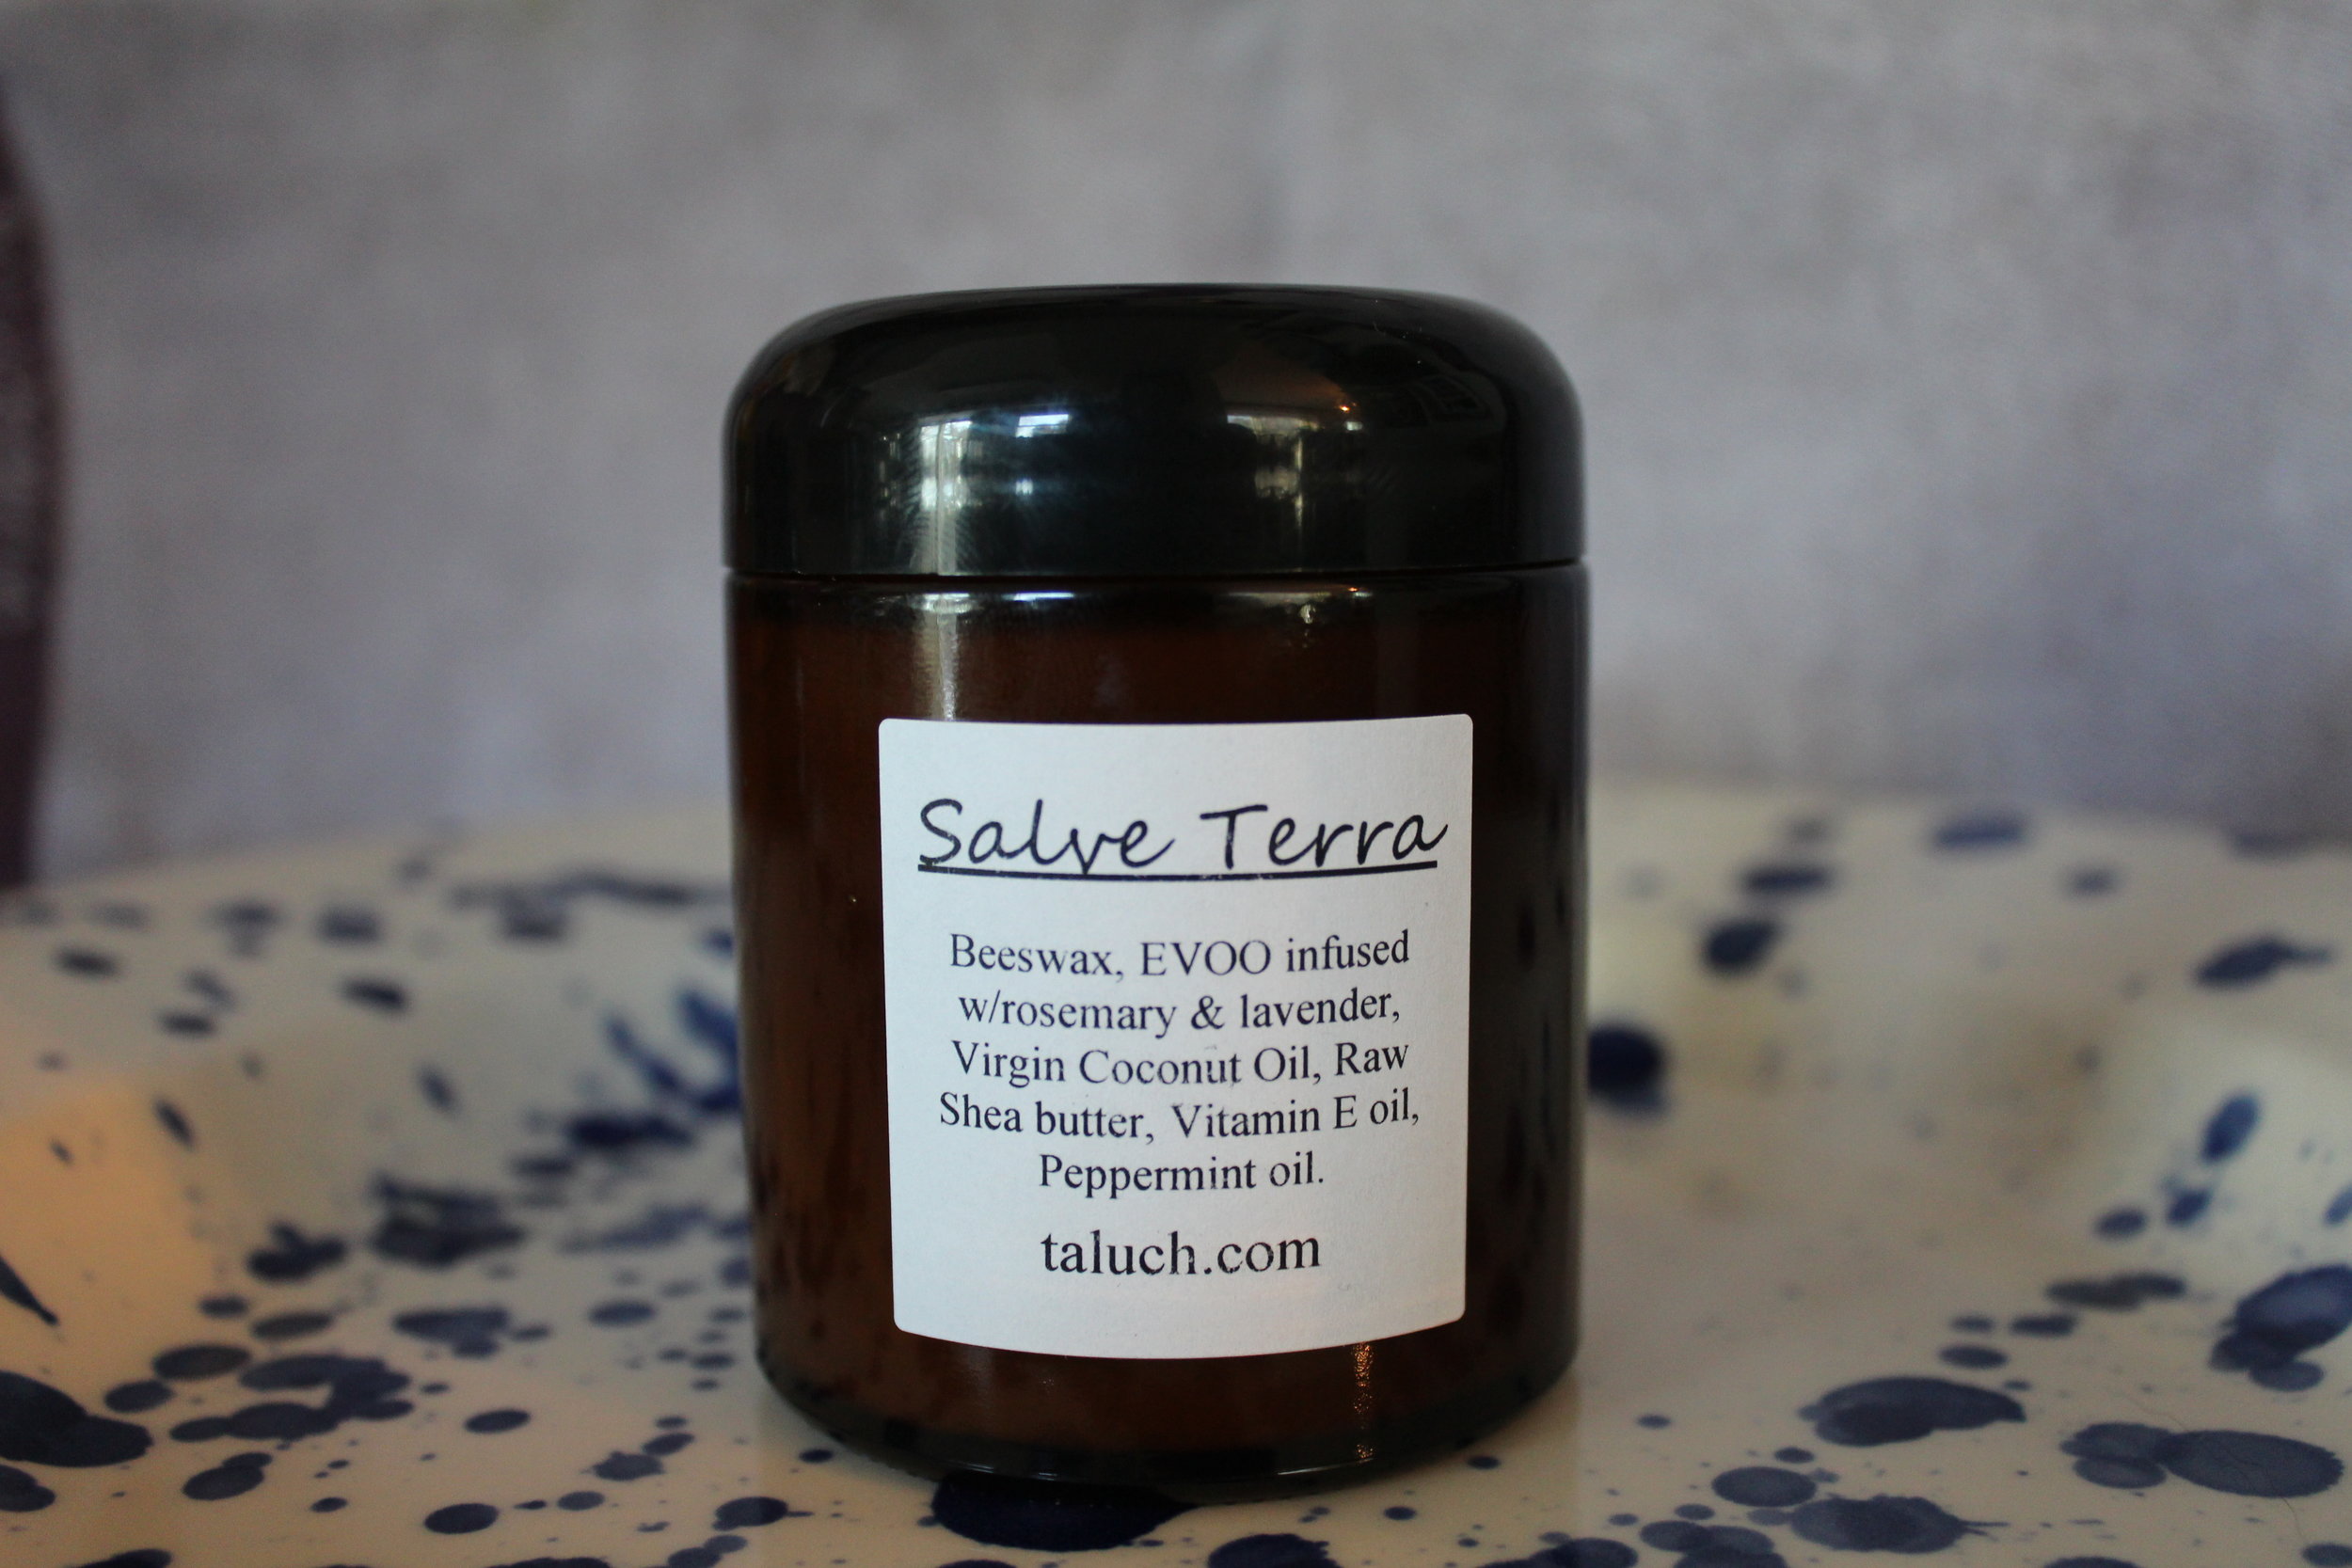 Salve Terra
Beeswax, EVOO infused
w/rosemary & lavender,
Virgin Coconut Oil, Raw
Shea butter, Vitamin E oil,
Peppermint oil.
taluch.com